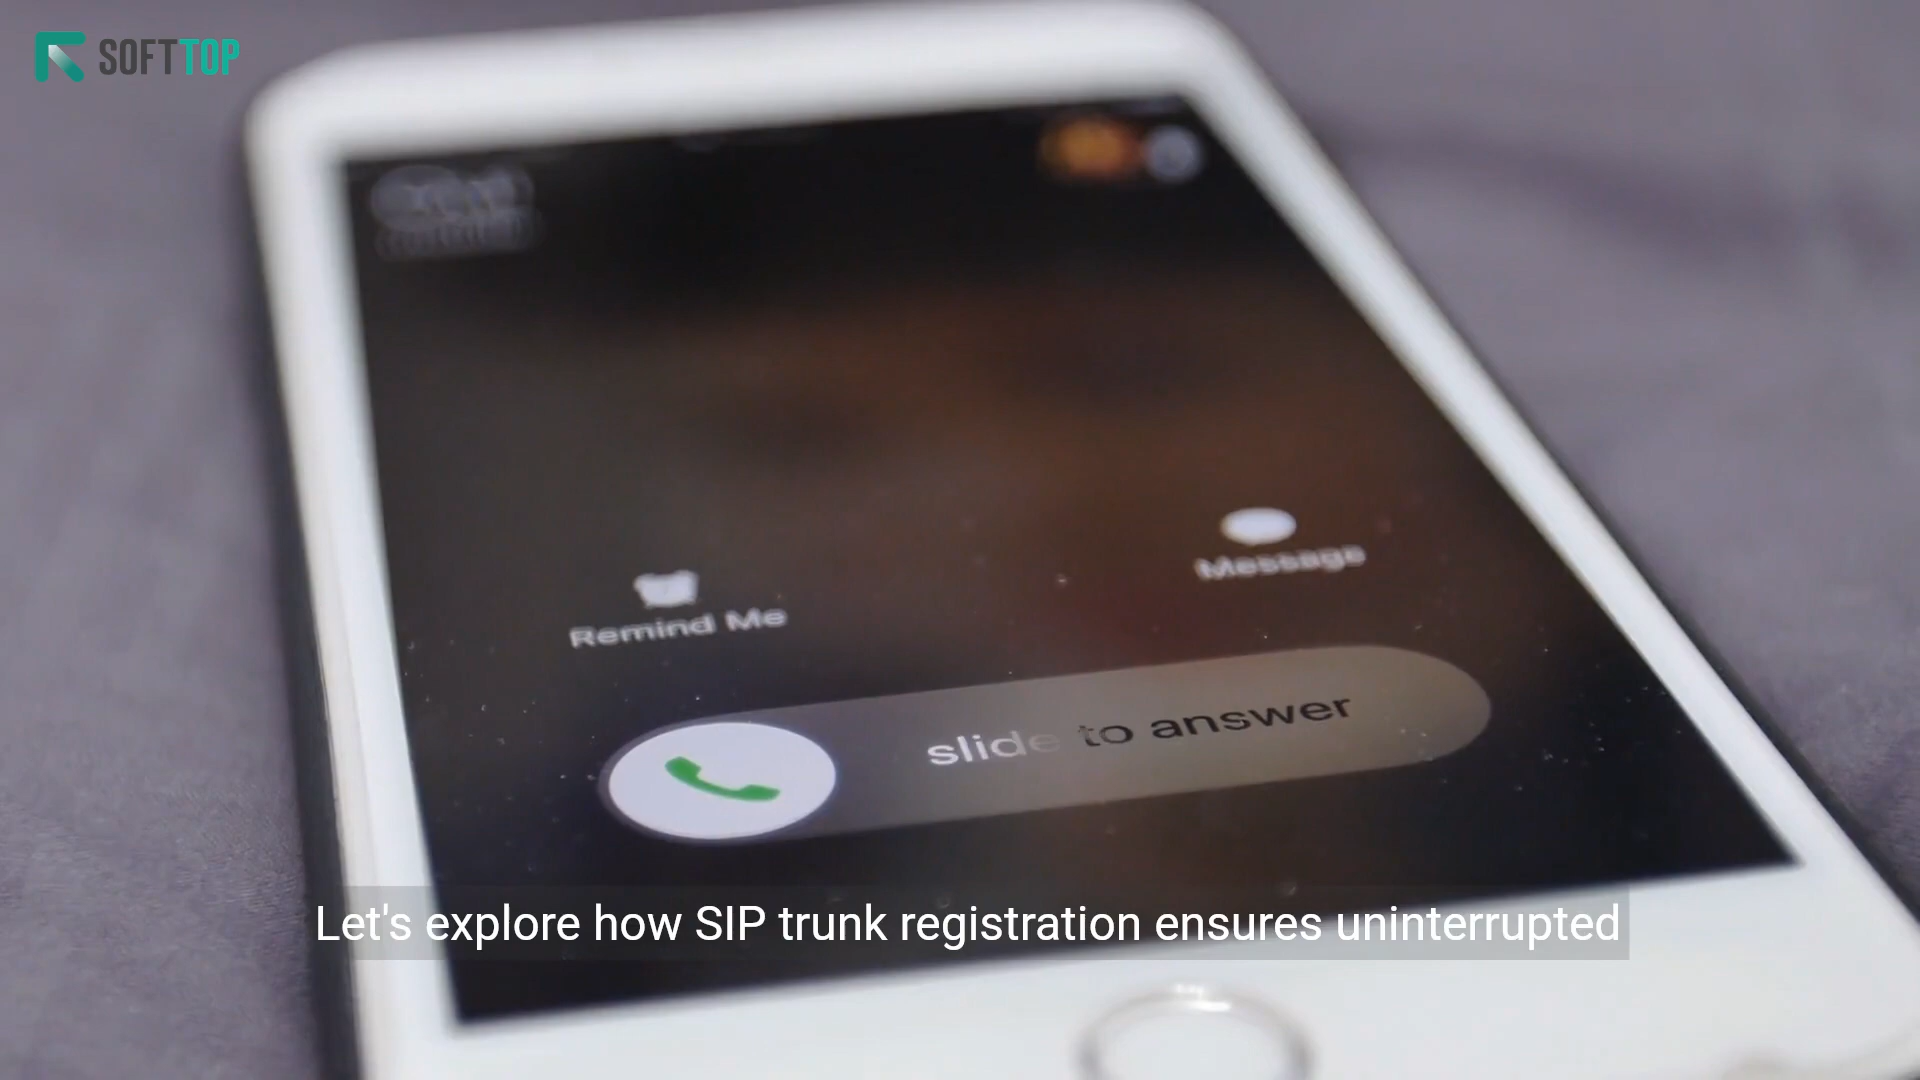 SOFTTOP
Message
Remind Me
slide to answer
Let's explore how SIP trunk registration ensures uninterrupted